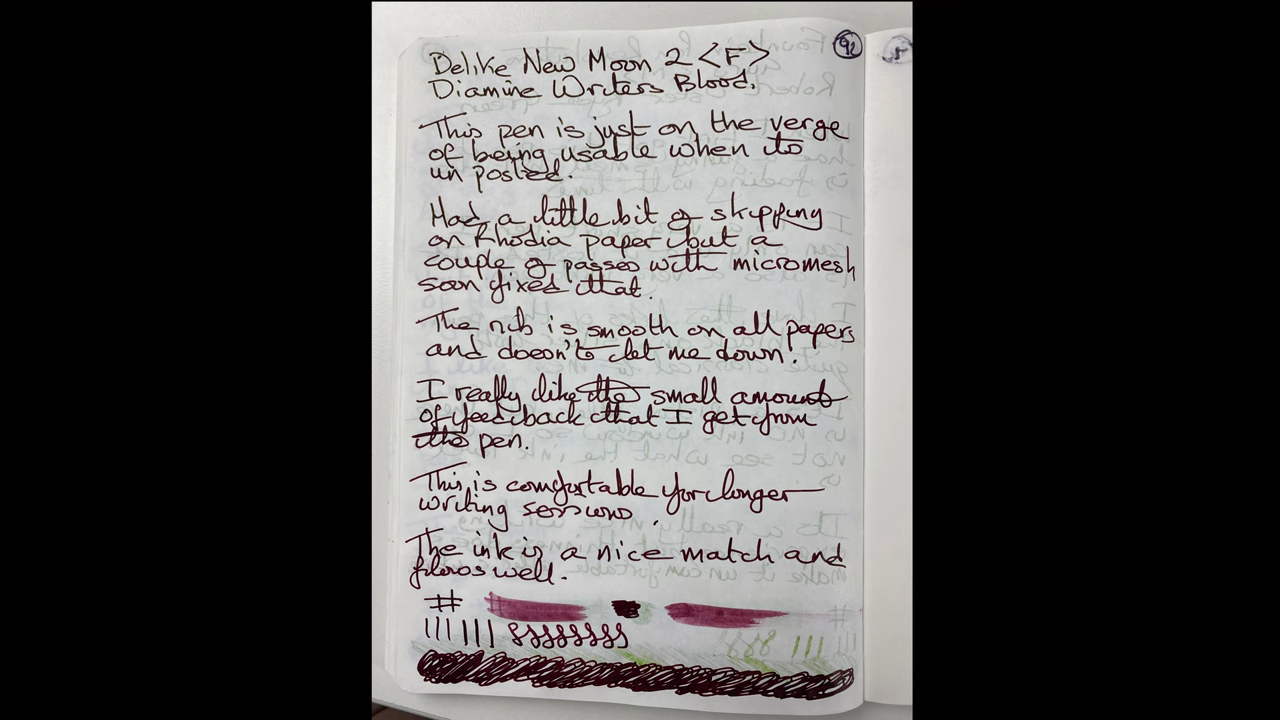 92
Delike New Moon 2 <F>
Diamine Writers Blood.
This pen is just on the verge
of being usable when its
un posted.
Had a little bit of skipping
on Rhodia paper but a
couple of passes with micromesh
soon fixed that.
The nib is smooth on all papers
and doesn't let me down.
I really like the small amount
of feedback that I get from
the pen.
This is comfortable for longer
writing sessions.
The ink is a nice match and
flows well.
#